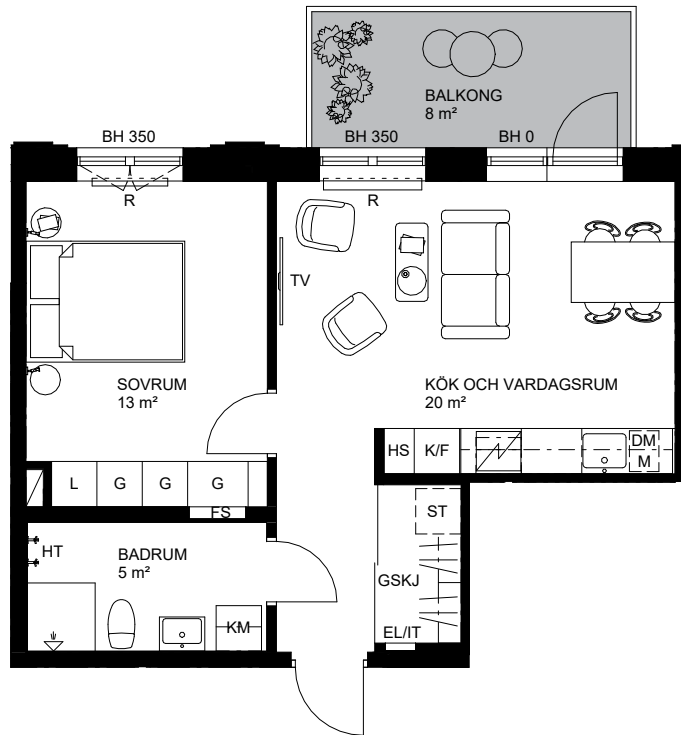 BALKONG
8 m²
BH 350
BH 350
BH 0
R
R
TV
SOVRUM
13 m²
KÖK OCH VARDAGSRUM
20 m²
HS
K/F
DM
M
L
G
G
G
FS
ST
HT
BADRUM
5 m²
GSKJ
KM
EL/IT